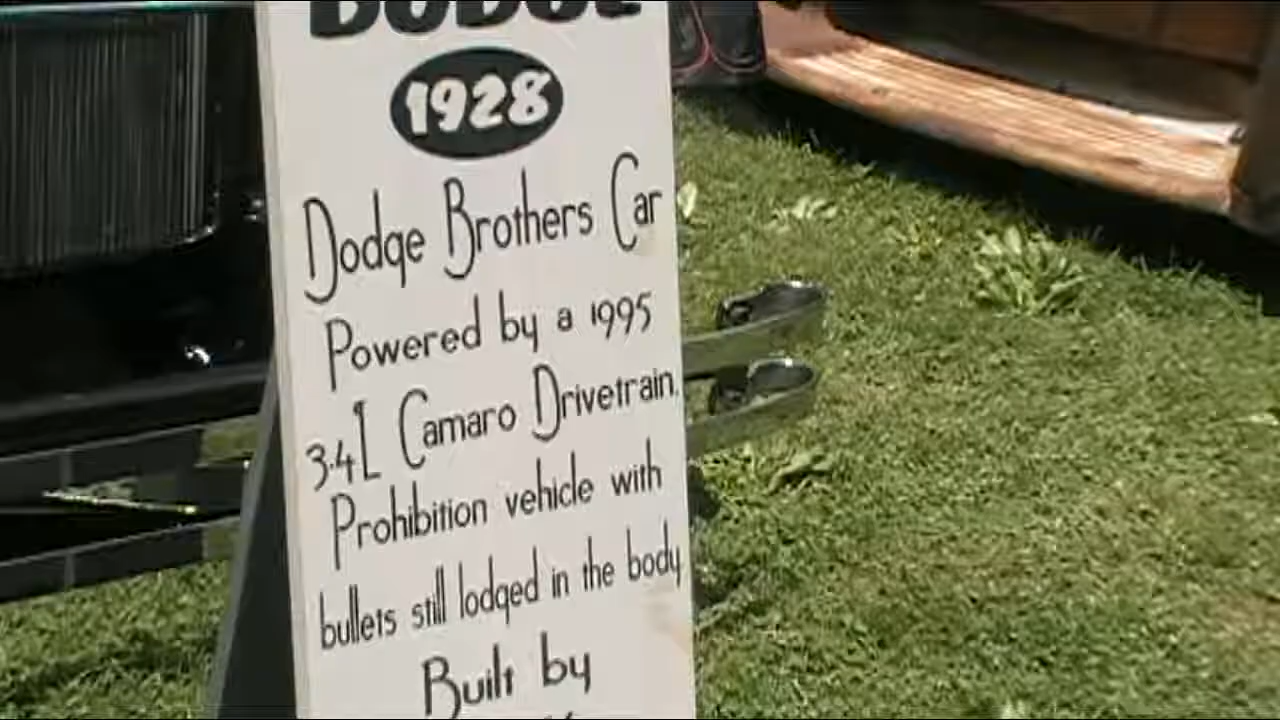 DODGE
1928
Dodge Brothers Car
Powered by a 1995
3.4L Camaro Drivetrain.
Prohibition vehicle with
bullets still lodged in the body
Built by